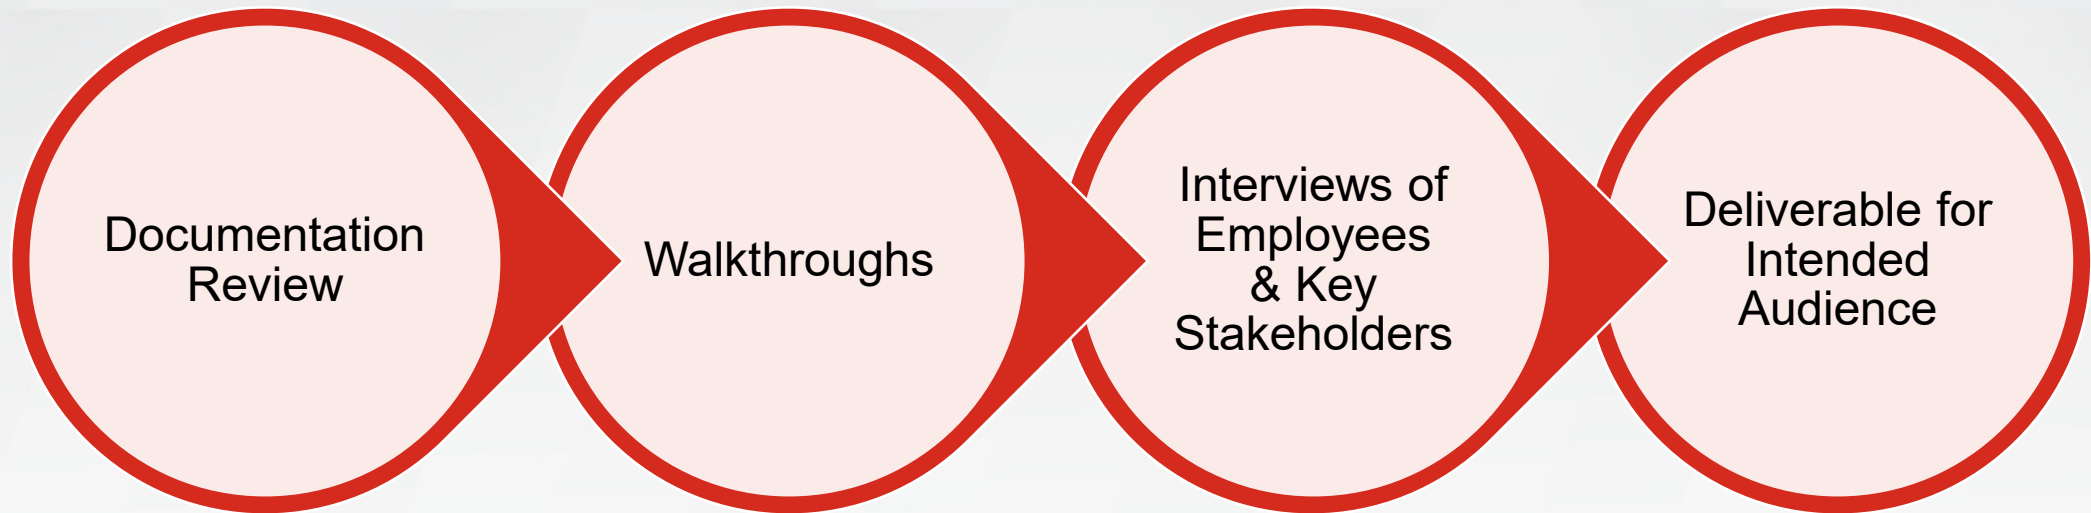 Documentation
Review
Walkthroughs
Interviews of
Employees
& Key
Stakeholders
Deliverable for
Intended
Audience